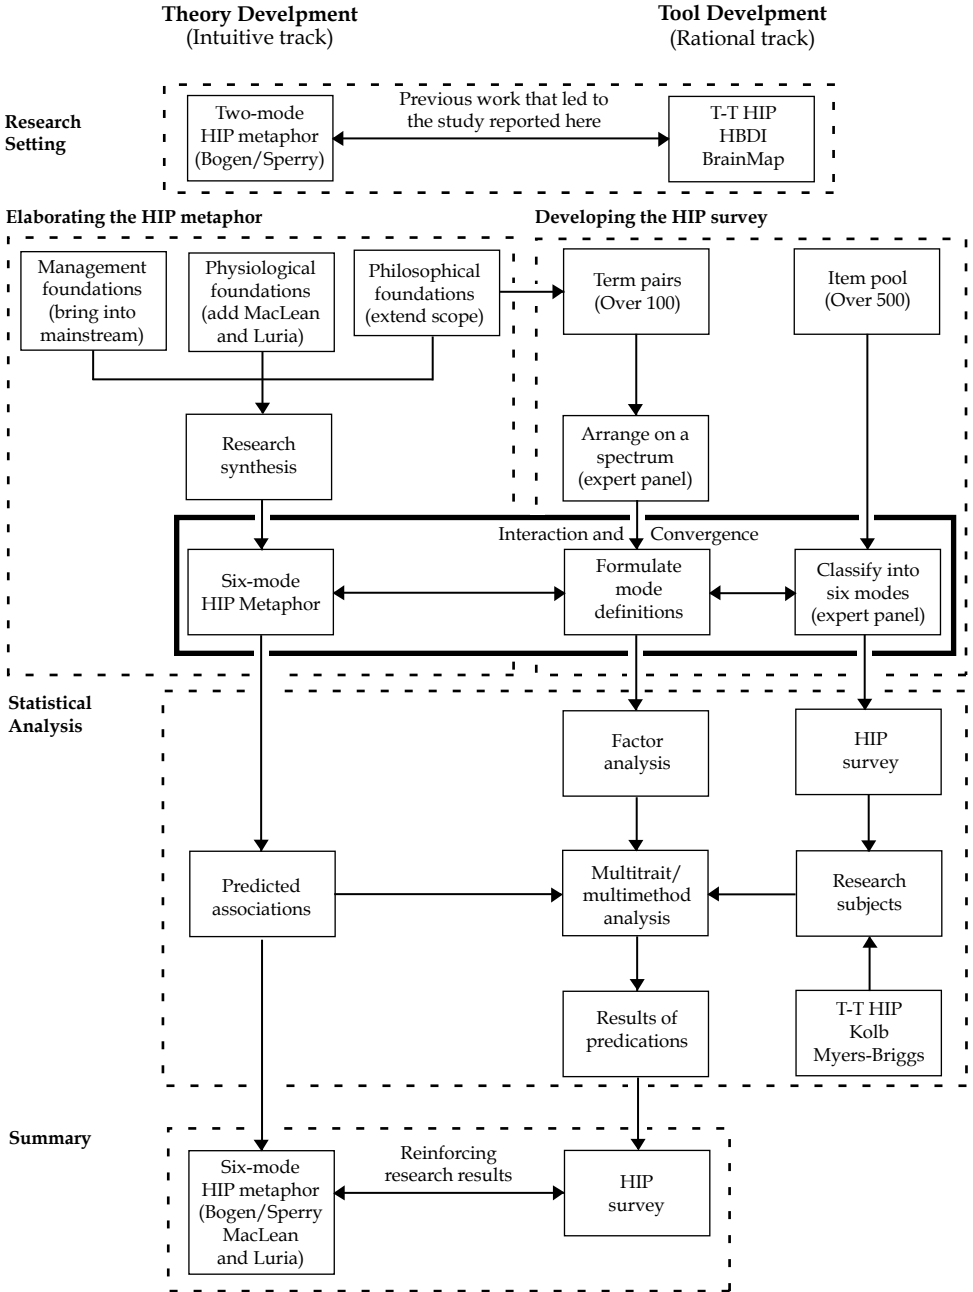 Theory Develpment
(Intuitive track)
Tool Develpment
(Rational track)
Research
Setting
Two-mode
HIP metaphor
(Bogen/Sperry)
Previous work that led to
the study reported here
T-T HIP
HBDI
BrainMap
Elaborating the HIP metaphor
Developing the HIP survey
Management
foundations
(bring into
mainstream)
Physiological
foundations
(add MacLean
and Luria)
Philosophical
foundations
(extend scope)
Term pairs
(Over 100)
Item pool
(Over 500)
Research
synthesis
Arrange on a
spectrum
(expert panel)
Interaction and Convergence
Six-mode
HIP Metaphor
Formulate
mode
definitions
Classify into
six modes
(expert panel)
Statistical
Analysis
Factor
analysis
HIP
survey
Predicted
associations
Multitrait/
multimethod
analysis
Research
subjects
Results of
predications
T-T HIP
Kolb
Myers-Briggs
Summary
Six-mode
HIP metaphor
(Bogen/Sperry
MacLean
and Luria)
Reinforcing
research results
HIP
survey